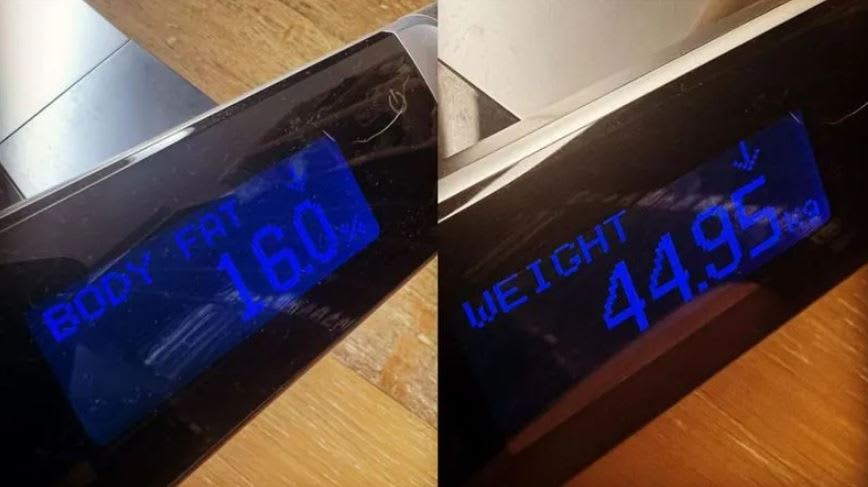 BODY FAT
16.0%
WEIGHT
44.95kg